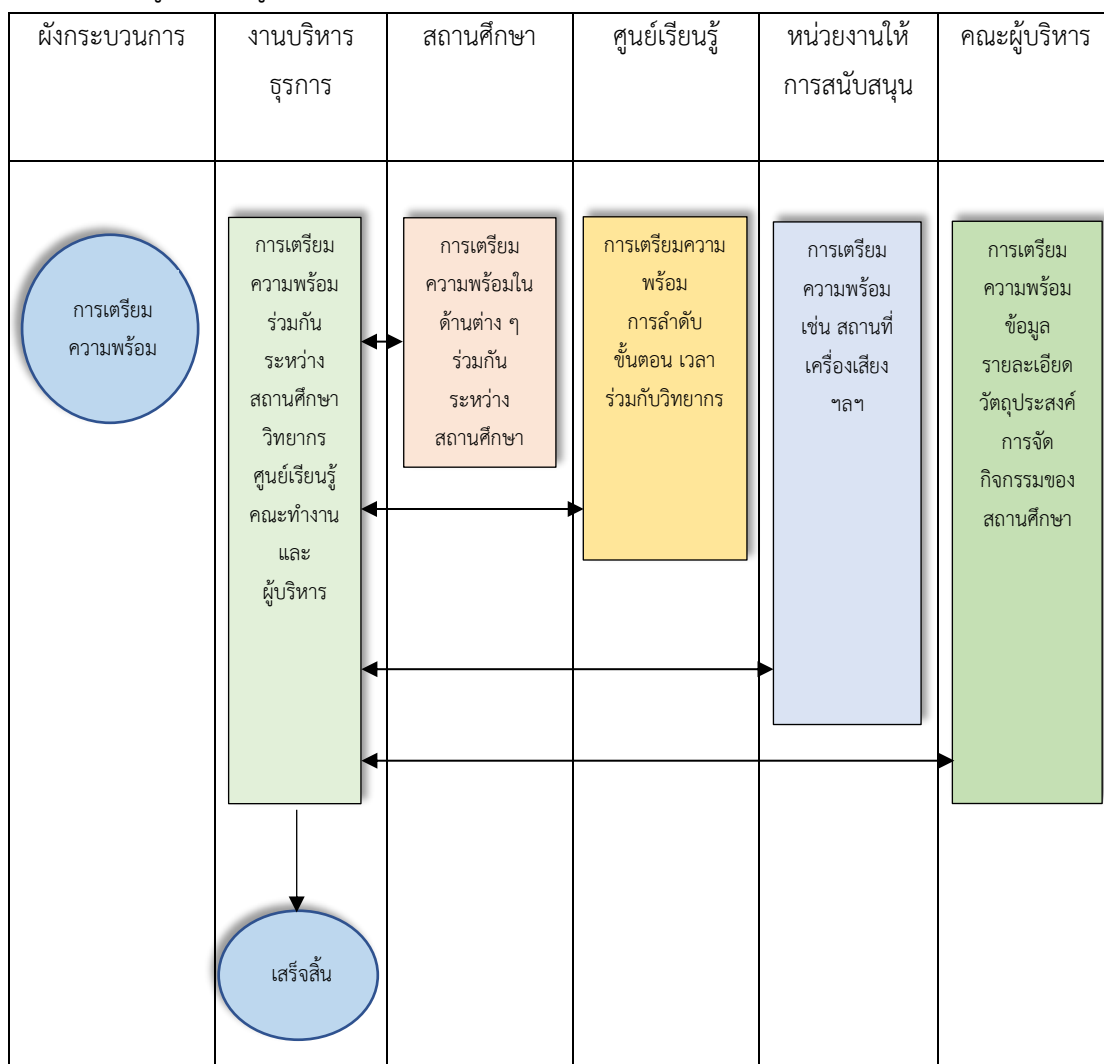 ผังกระบวนการ
งานบริหาร
ธุรการ
สถานศึกษา
ศูนย์เรียนรู้
หน่วยงานให้
การสนับสนุน
คณะผู้บริหาร
การเตรียม
ความพร้อม
การเตรียม
ความพร้อม
ร่วมกัน
ระหว่าง
สถานศึกษา
วิทยากร
ศูนย์เรียนรู้
คณะทำงาน
และ
ผู้บริหาร
การเตรียม
ความพร้อมใน
ด้านต่าง ๆ
ร่วมกัน
ระหว่าง
สถานศึกษา
การเตรียมความ
พร้อม
การลำดับ
ขั้นตอน เวลา
ร่วมกับวิทยากร
การเตรียม
ความพร้อม
เช่น สถานที่
เครื่องเสียง
ฯลฯ
การเตรียม
ความพร้อม
ข้อมูล
รายละเอียด
วัตถุประสงค์
การจัด
กิจกรรมของ
สถานศึกษา
เสร็จสิ้น